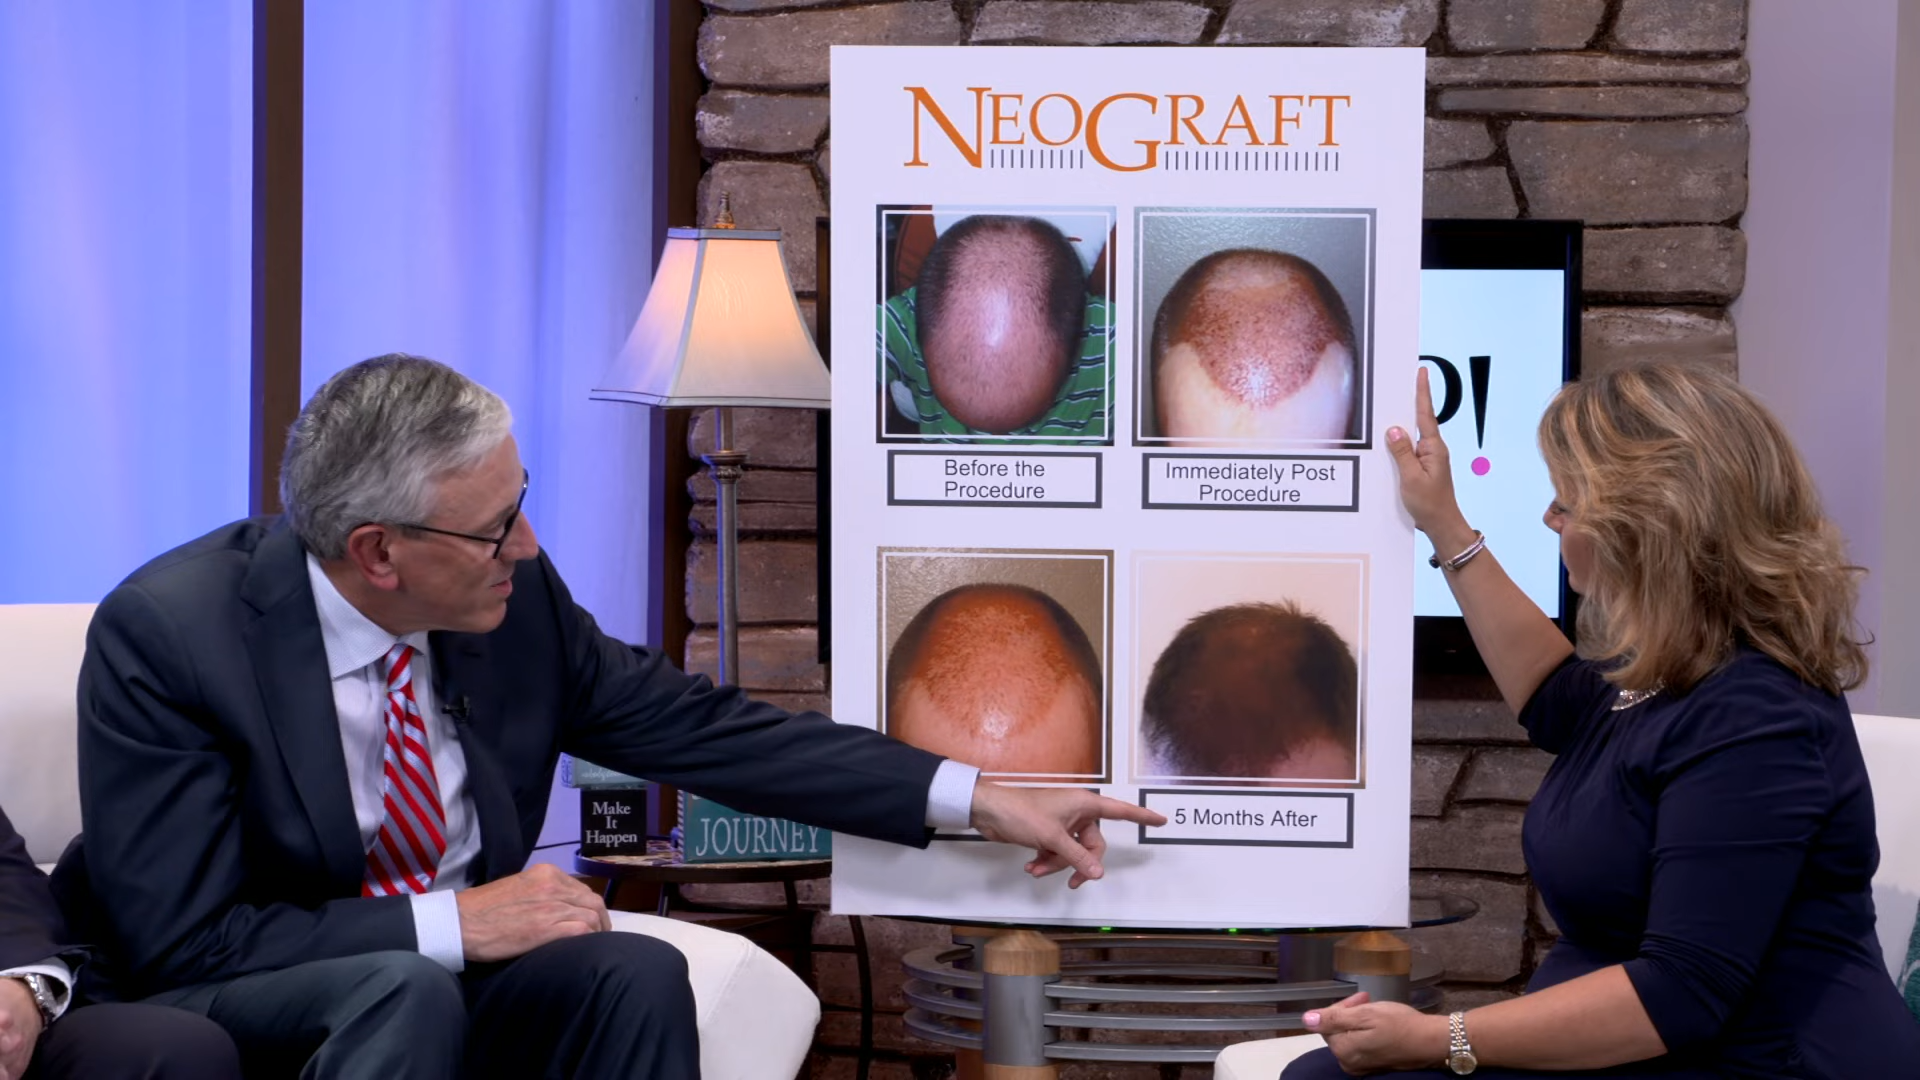 NEOGRAFT
Before the
Procedure
Immediately Post
Procedure
5 Months After
Make
It
Happen
JOURNEY